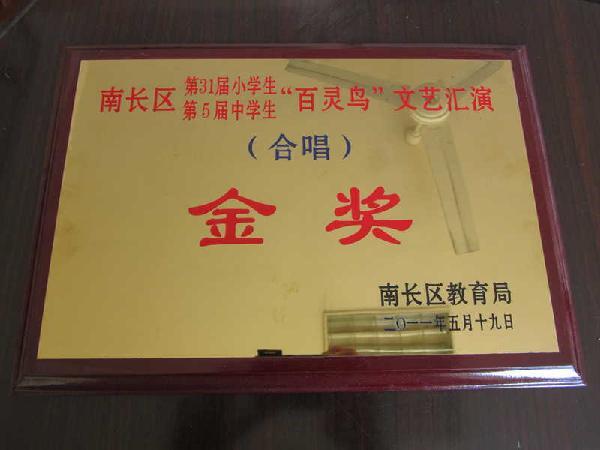 南长区第31届小学生
第5届中学生“百灵鸟”文艺汇演
（合唱）
金奖
南长区教育局
二〇一一年五月十九日